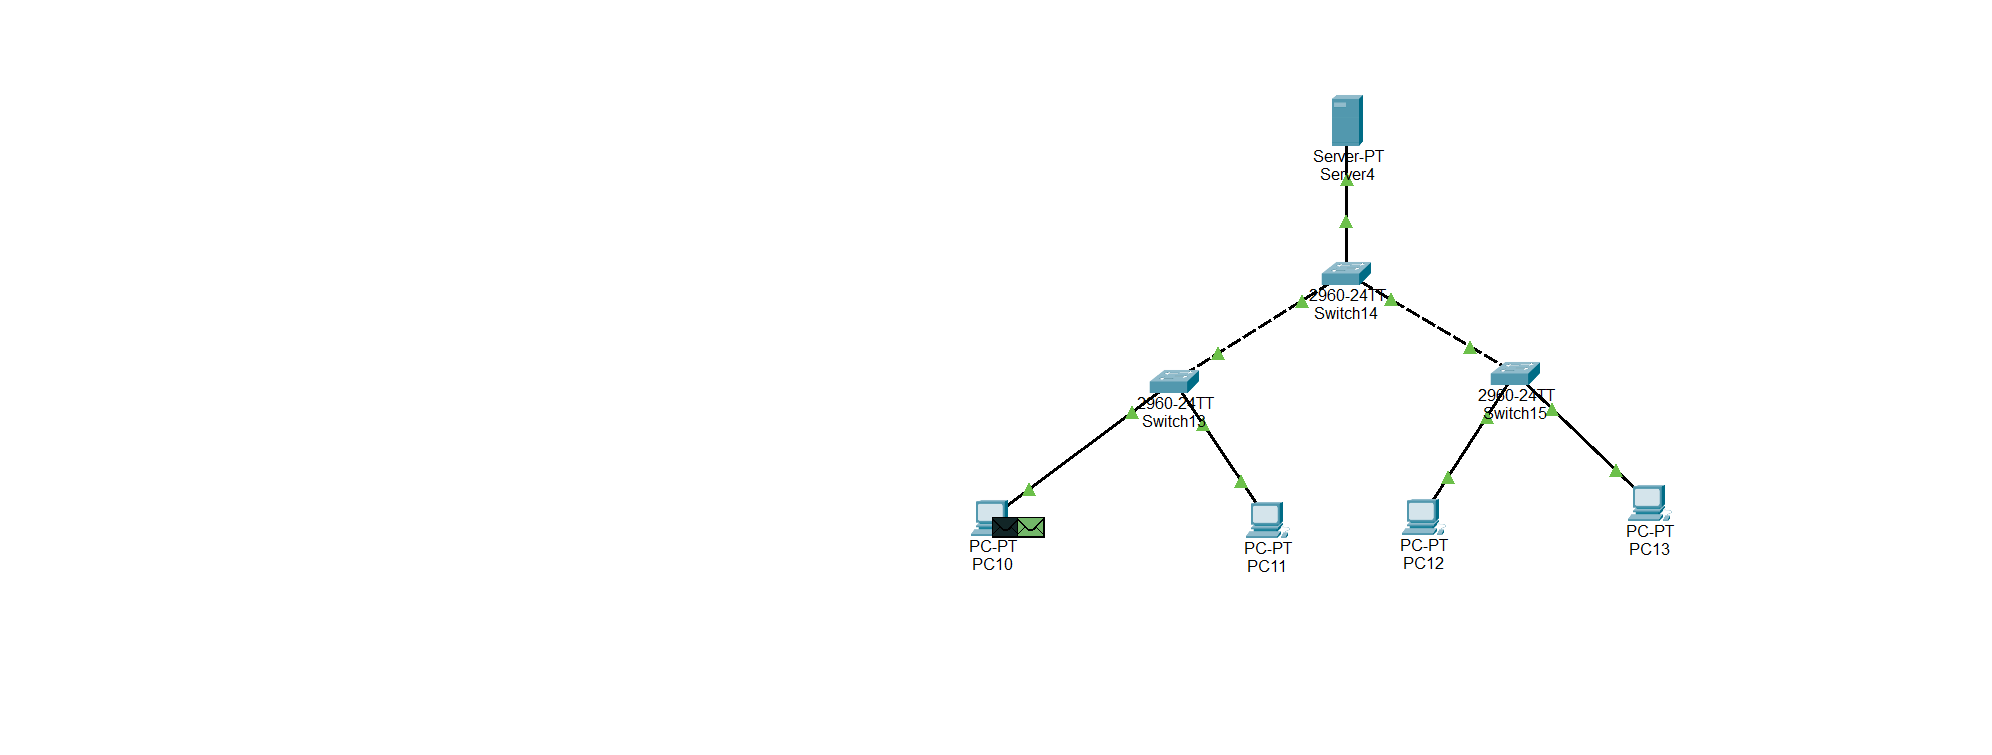 Server-PT
Server4
2960-24TT
Switch14
2960-24TT
Switch13
2960-24TT
Switch15
PC-PT
PC10
PC-PT
PC11
PC-PT
PC12
PC-PT
PC13